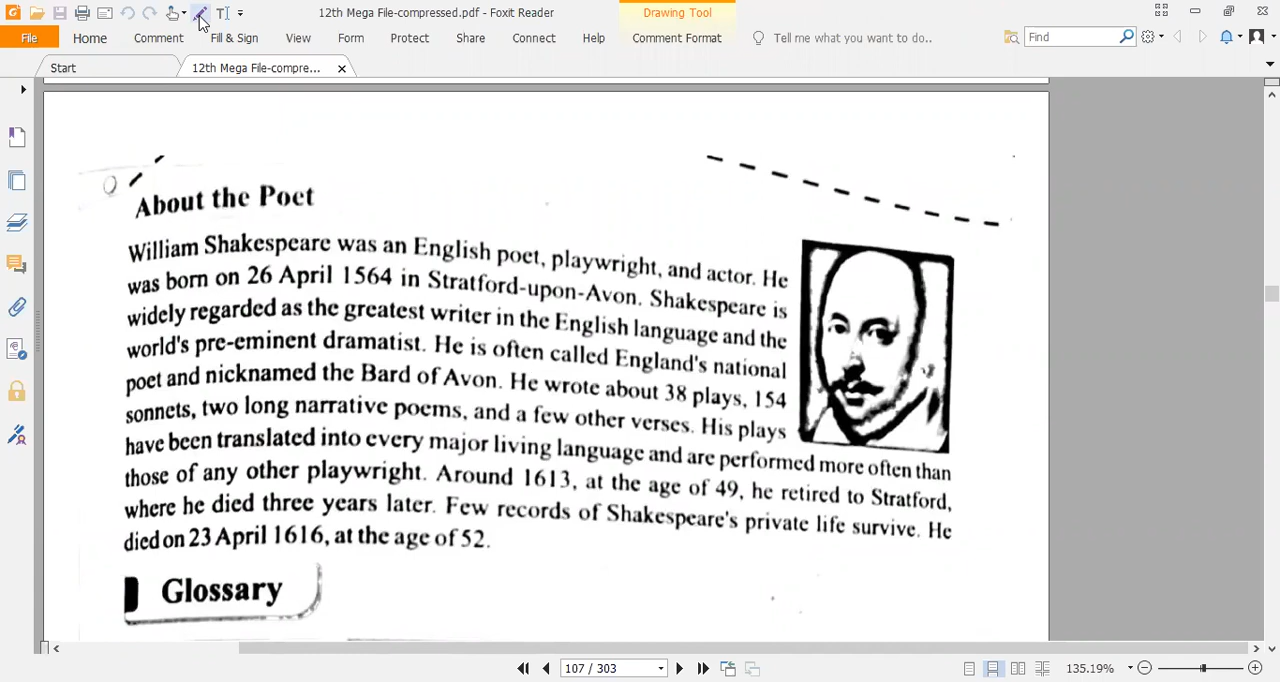 12th Mega File-compressed.pdf - Foxit Reader
Drawing Tool
File
Home
Comment
Fill & Sign
View
Form
Protect
Share
Connect
Help
Comment Format
Tell me what you want to do..
Find
Start
12th Mega File-compre...
About the Poet
William Shakespeare was an English poet, playwright, and actor. He
was born on 26 April 1564 in Stratford-upon-Avon. Shakespeare is
widely regarded as the greatest writer in the English language and the
world's pre-eminent dramatist. He is often called England's national
poet and nicknamed the Bard of Avon. He wrote about 38 plays, 154
sonnets, two long narrative poems, and a few other verses. His plays
have been translated into every major living language and are performed more often than
those of any other playwright. Around 1613, at the age of 49, he retired to Stratford,
where he died three years later. Few records of Shakespeare's private life survive. He
died on 23 April 1616, at the age of 52.
Glossary
107 / 303
135.19%